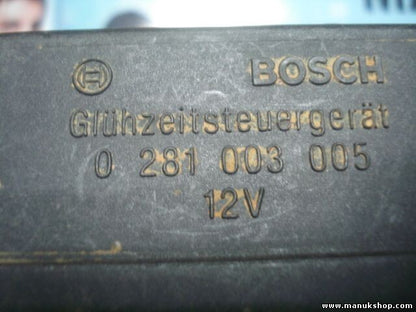 BOSCH
Glühzeitsteuergerät
0 281 003 005
12V
www.manukshop.com